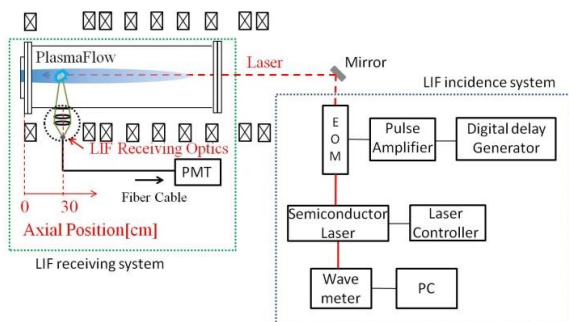 PlasmaFlow
Laser
Mirror
LIF incidence system
LIF Receiving Optics
PMT
Fiber Cable
0
30
Axial Position[cm]
LIF receiving system
E
O
M
Pulse
Amplifier
Digital delay
Generator
Semiconductor
Laser
Laser
Controller
Wave
meter
PC